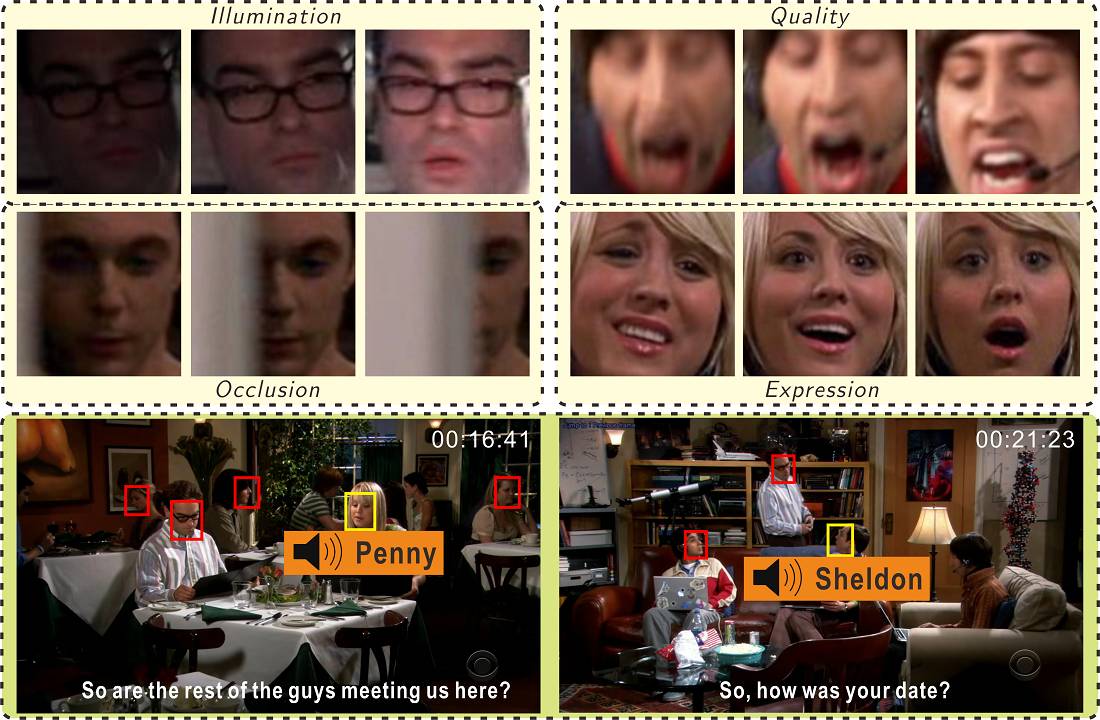 Illumination
Quality
Occlusion
Expression
00:16:41
Penny
So are the rest of the guys meeting us here?
00:21:23
Sheldon
So, how was your date?